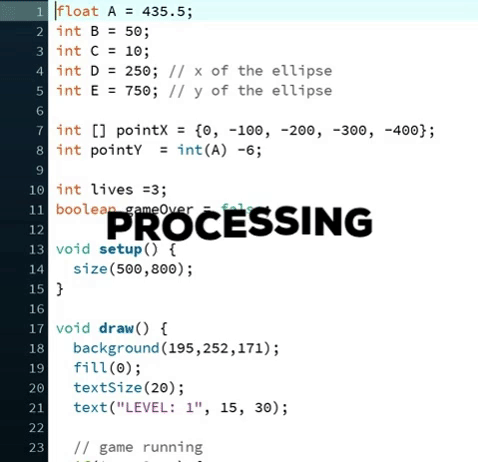 1 float A = 435.5;
2 int B = 50;
3 int C = 10;
4 int D = 250; // x of the ellipse
5 int E = 750; // y of the ellipse
6
7 int [] pointX = {0, -100, -200, -300, -400};
8 int pointY  = int(A) -6;
9
10 int lives =3;
11 boolean gameOver = false;
PROCESSING
12
13 void setup() {
14   size(500,800);
15 }
16
17 void draw() {
18   background(195,252,171);
19   fill(0);
20   textSize(20);
21   text("LEVEL: 1", 15, 30);
22
23   // game running